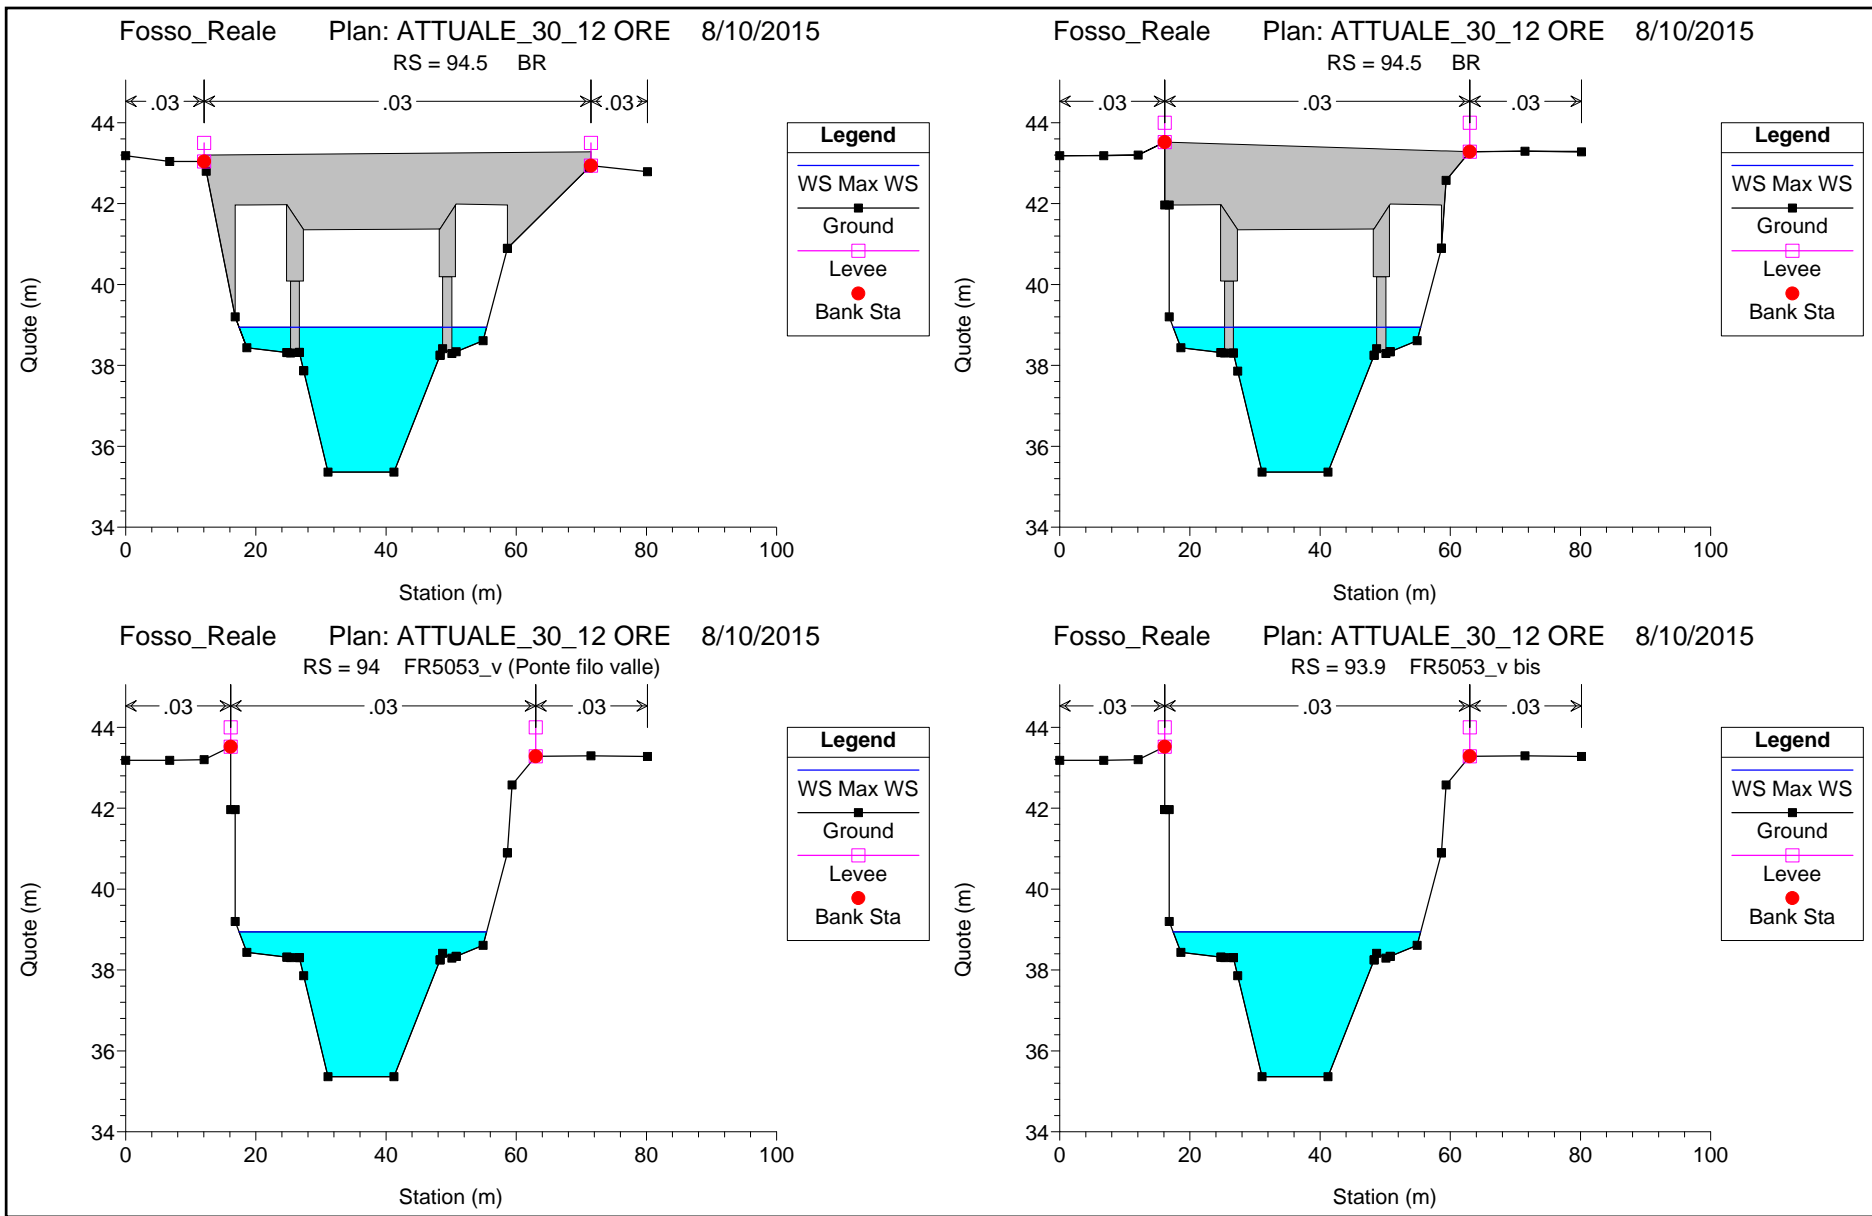 Fosso_Reale Plan: ATTUALE_30_12 ORE 8/10/2015
RS = 94.5 BR
.03 .03 .03
44
42
40
38
36
34
0 20 40 60 80 100
Quote (m)
Station (m)
Legend
WS Max WS
Ground
Levee
Bank Sta
Fosso_Reale Plan: ATTUALE_30_12 ORE 8/10/2015
RS = 94.5 BR
.03 .03 .03
44
42
40
38
36
34
0 20 40 60 80 100
Quote (m)
Station (m)
Legend
WS Max WS
Ground
Levee
Bank Sta
Fosso_Reale Plan: ATTUALE_30_12 ORE 8/10/2015
RS = 94 FR5053_v (Ponte filo valle)
.03 .03 .03
44
42
40
38
36
34
0 20 40 60 80 100
Quote (m)
Station (m)
Legend
WS Max WS
Ground
Levee
Bank Sta
Fosso_Reale Plan: ATTUALE_30_12 ORE 8/10/2015
RS = 93.9 FR5053_v bis
.03 .03 .03
44
42
40
38
36
34
0 20 40 60 80 100
Quote (m)
Station (m)
Legend
WS Max WS
Ground
Levee
Bank Sta